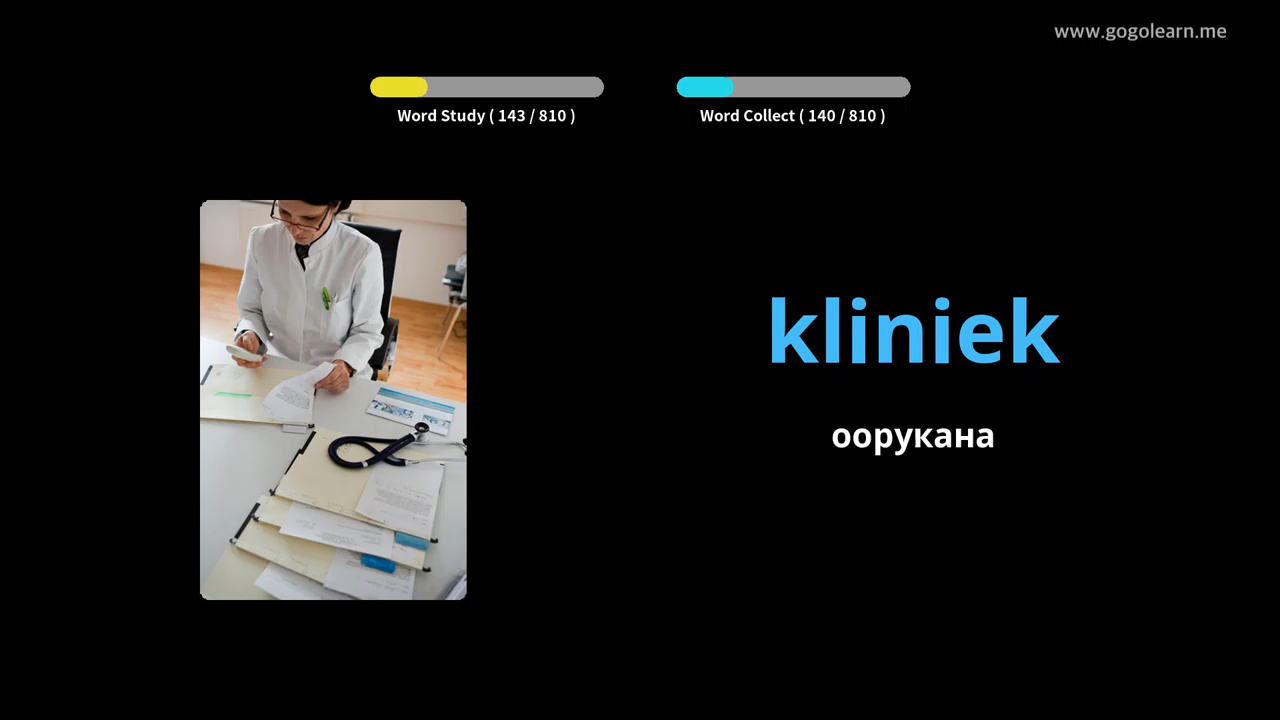 www.gogolearn.me
Word Study ( 143 / 810 )
Word Collect ( 140 / 810 )
kliniek
оорукана